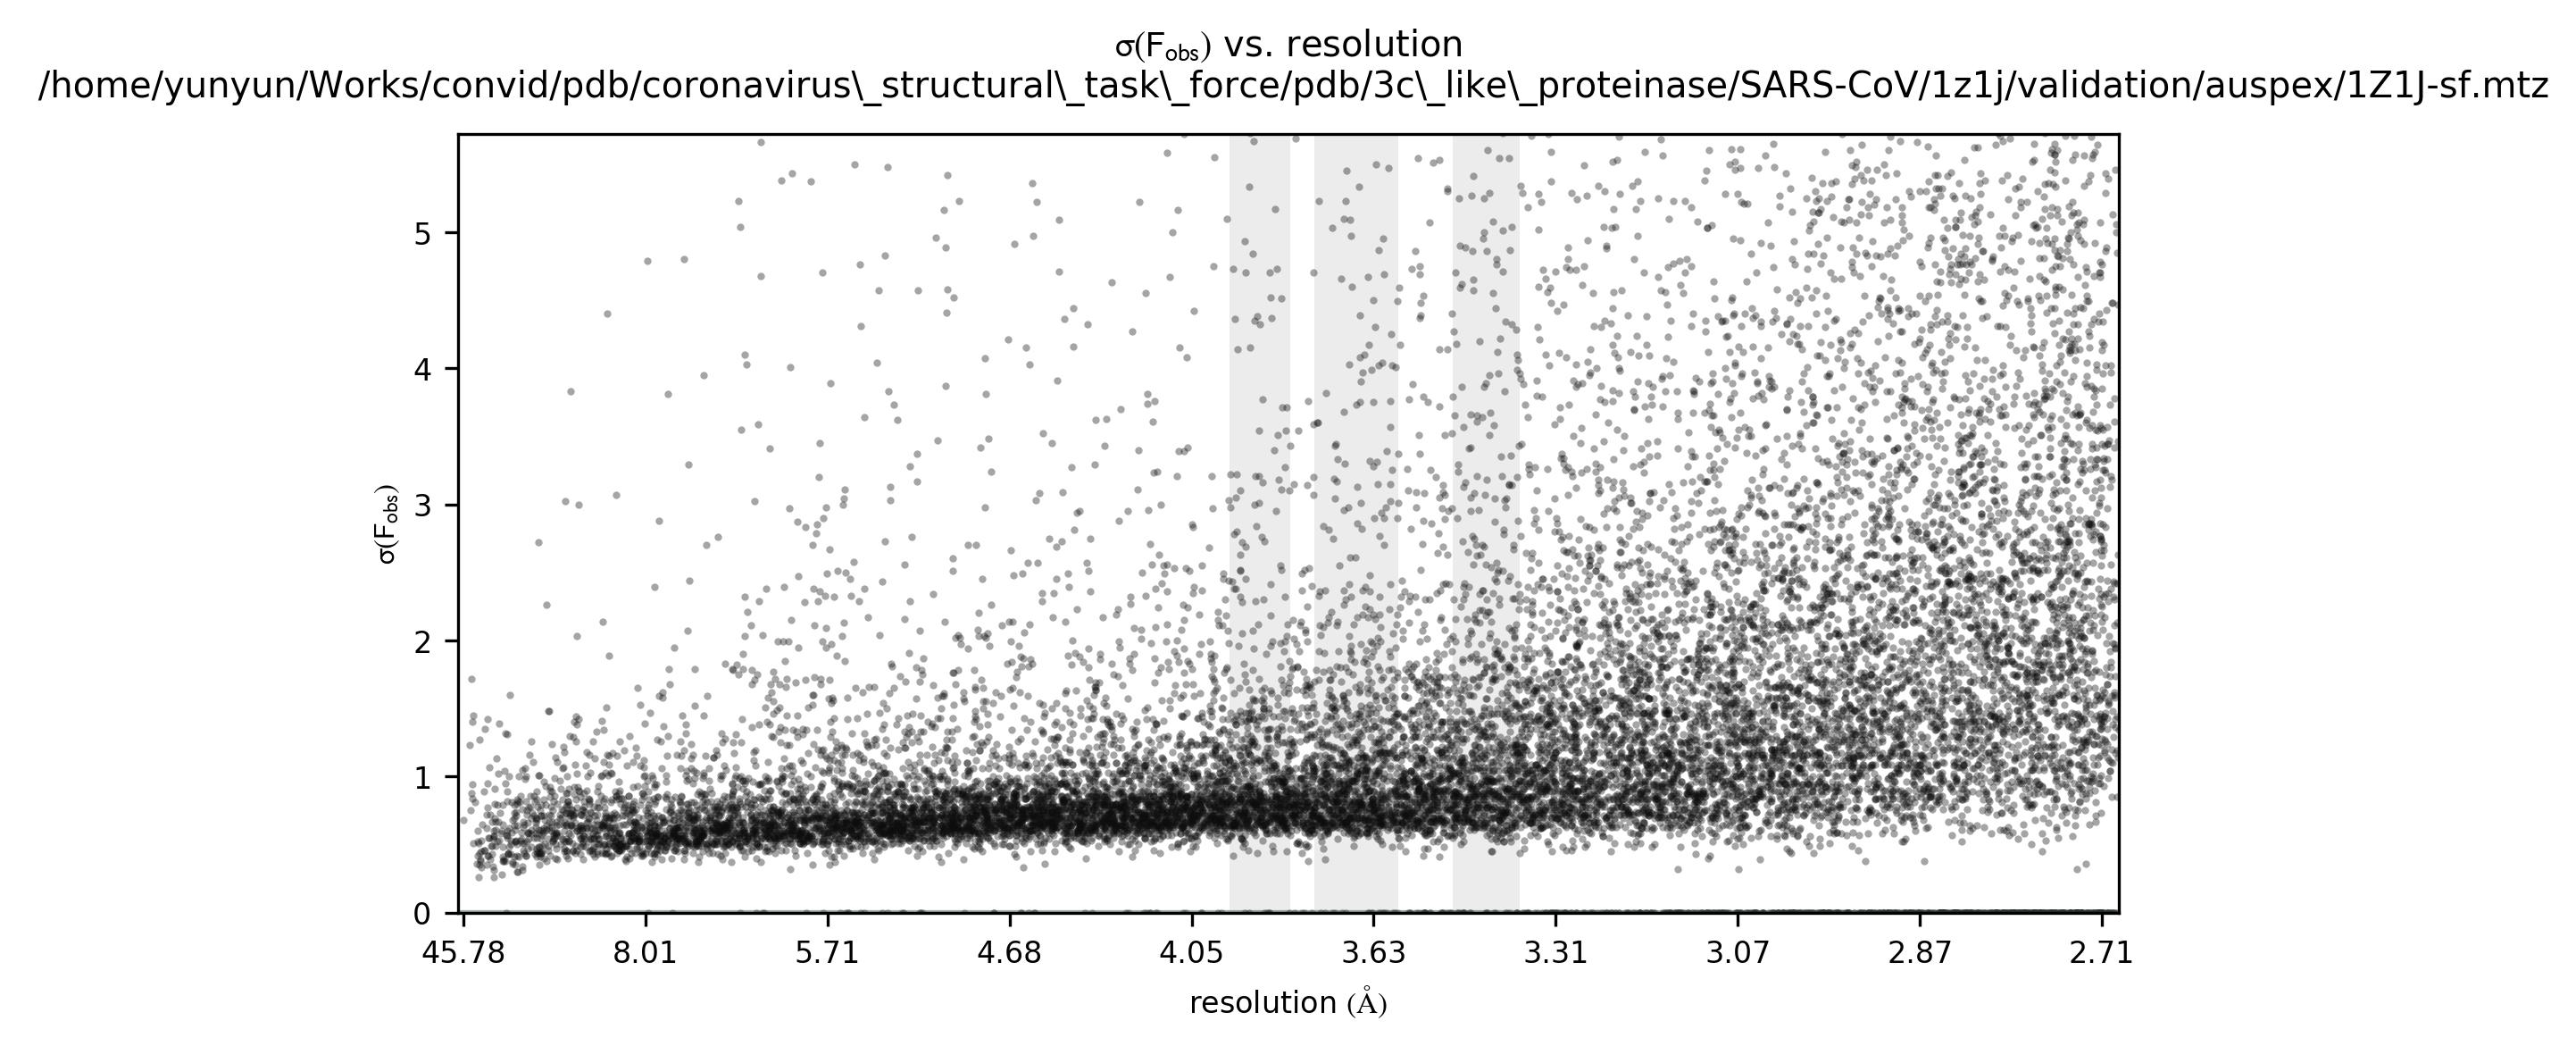 σ(F_obs) vs. resolution
/home/yunyun/Works/convid/pdb/coronavirus\_structural\_task\_force/pdb/3c\_like\_proteinase/SARS-CoV/1z1j/validation/auspex/1Z1J-sf.mtz
σ(F_obs)
5
4
3
2
1
0
45.78 8.01 5.71 4.68 4.05 3.63 3.31 3.07 2.87 2.71
resolution (Å)